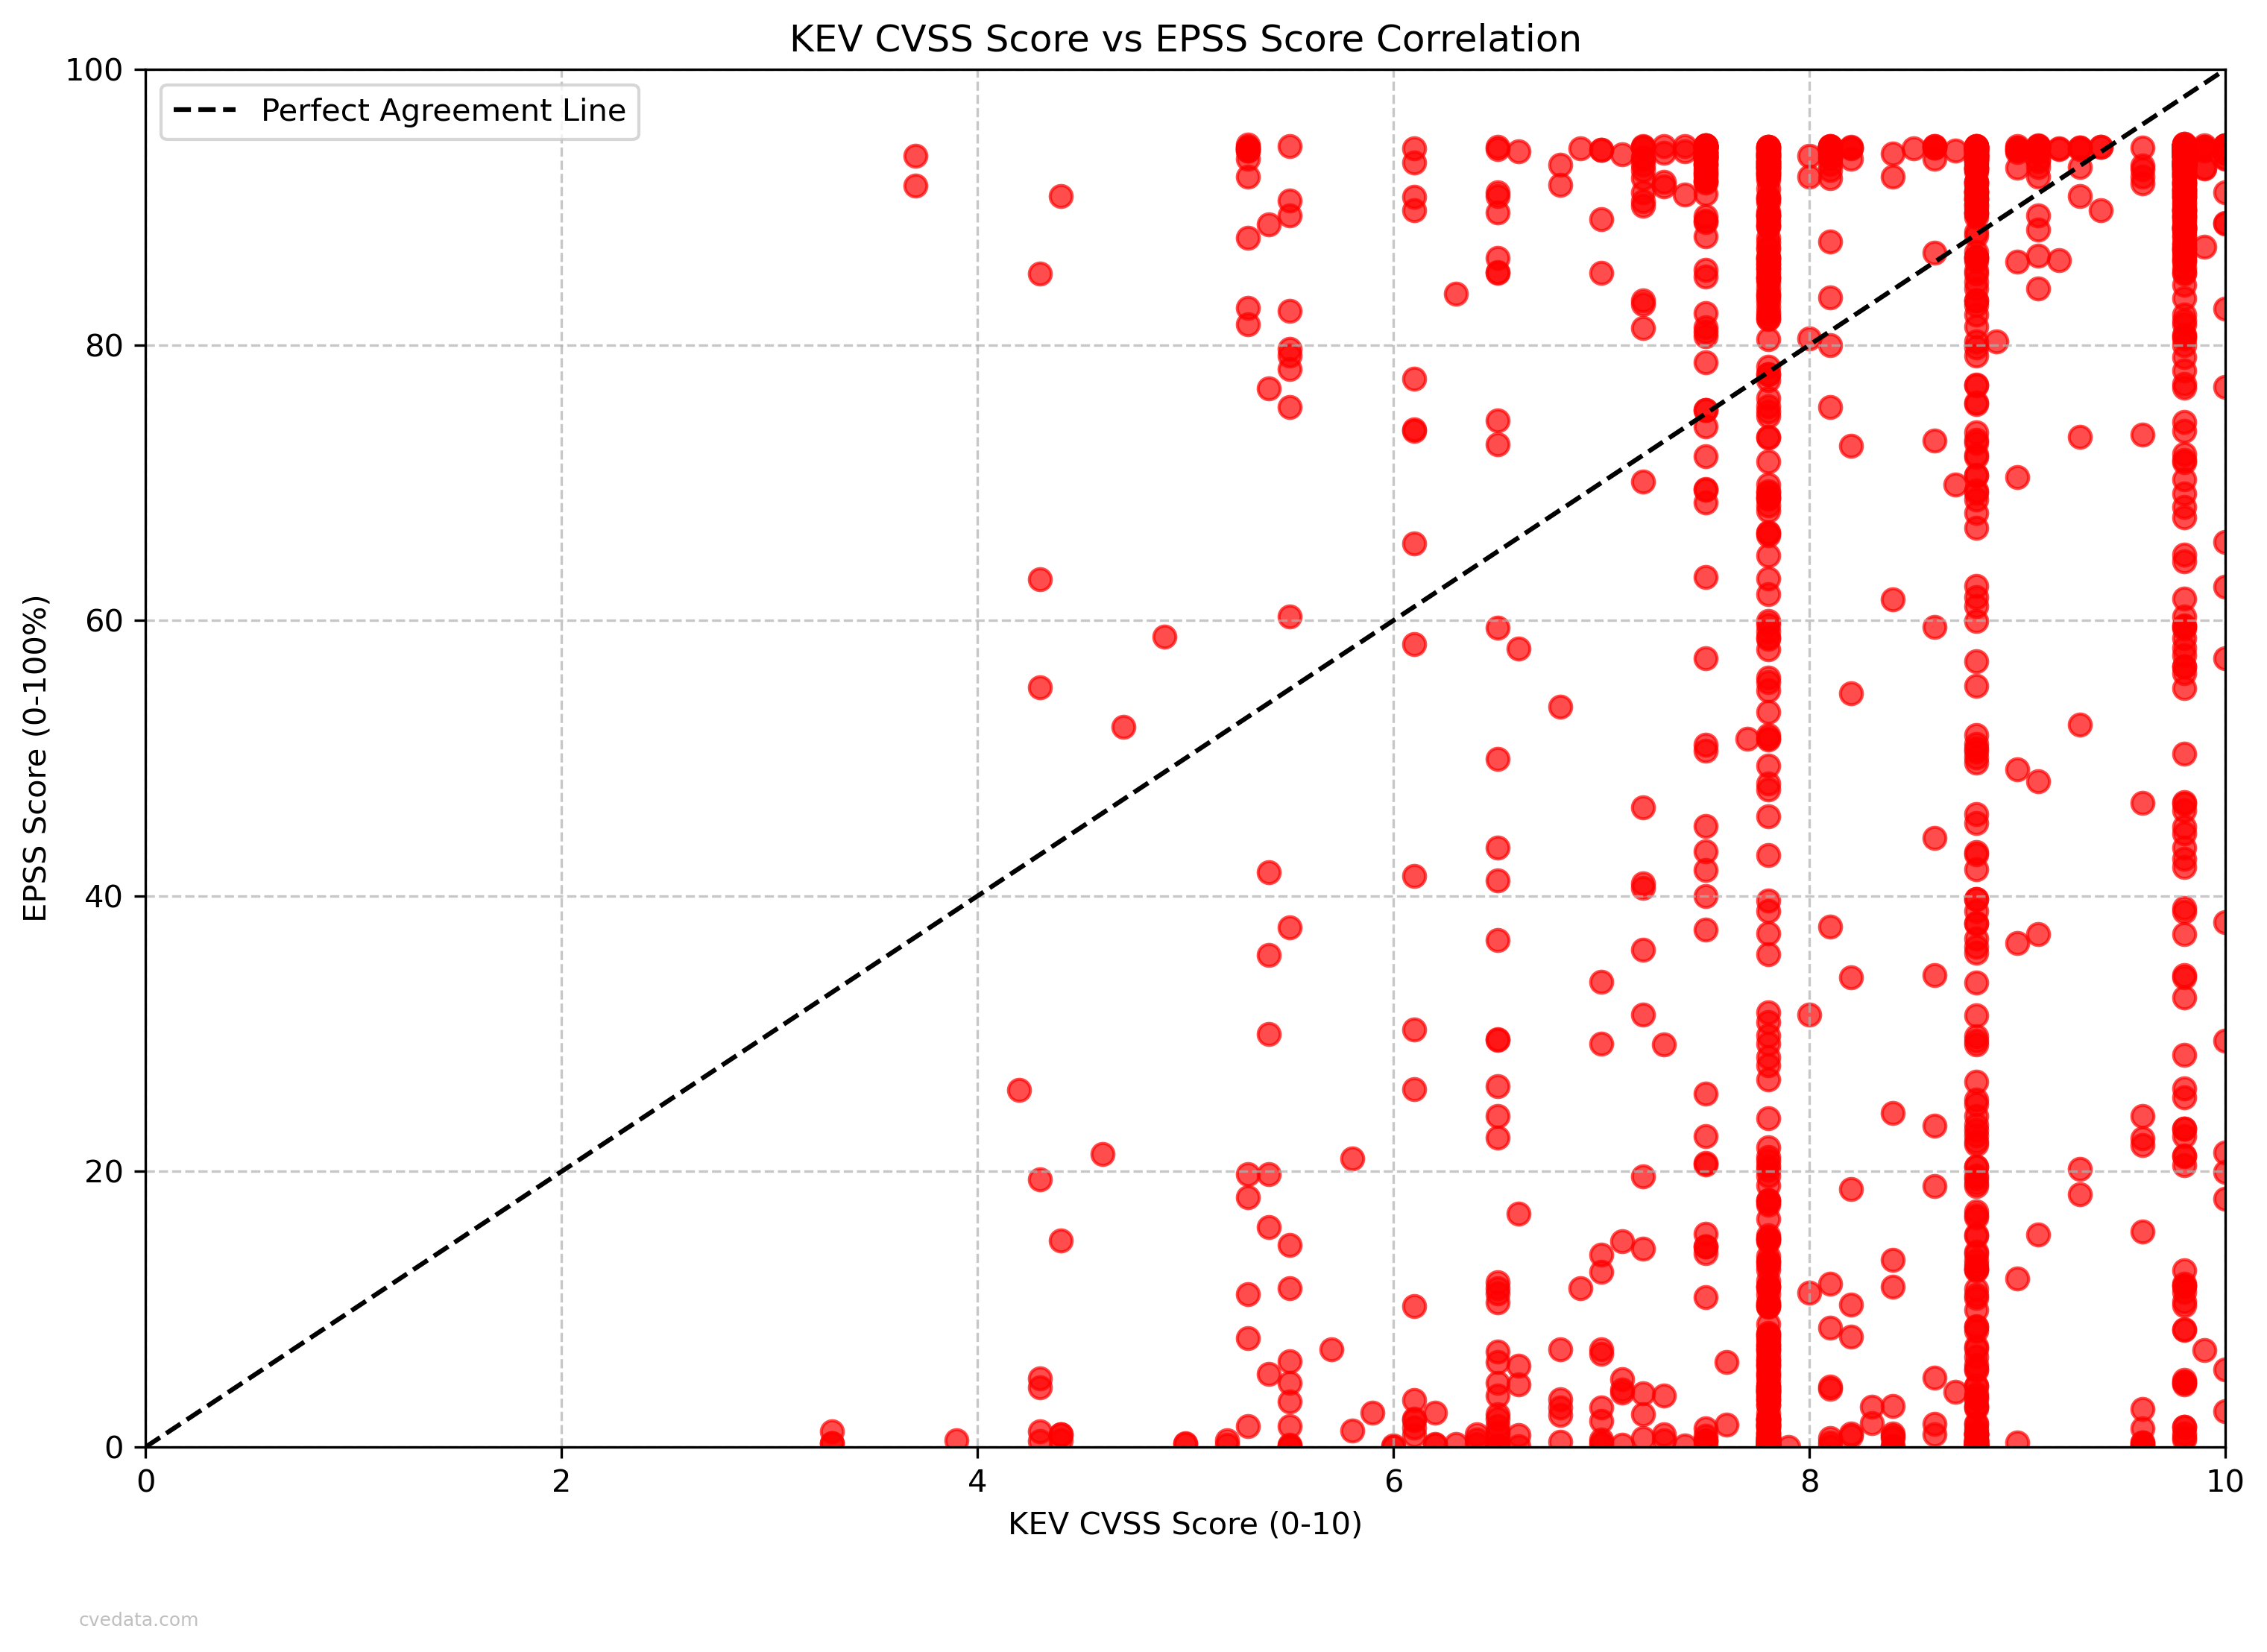 KEV CVSS Score vs EPSS Score Correlation
Perfect Agreement Line
EPSS Score (0-100%)
100
80
60
40
20
0
0 2 4 6 8 10
KEV CVSS Score (0-10)
cvedata.com